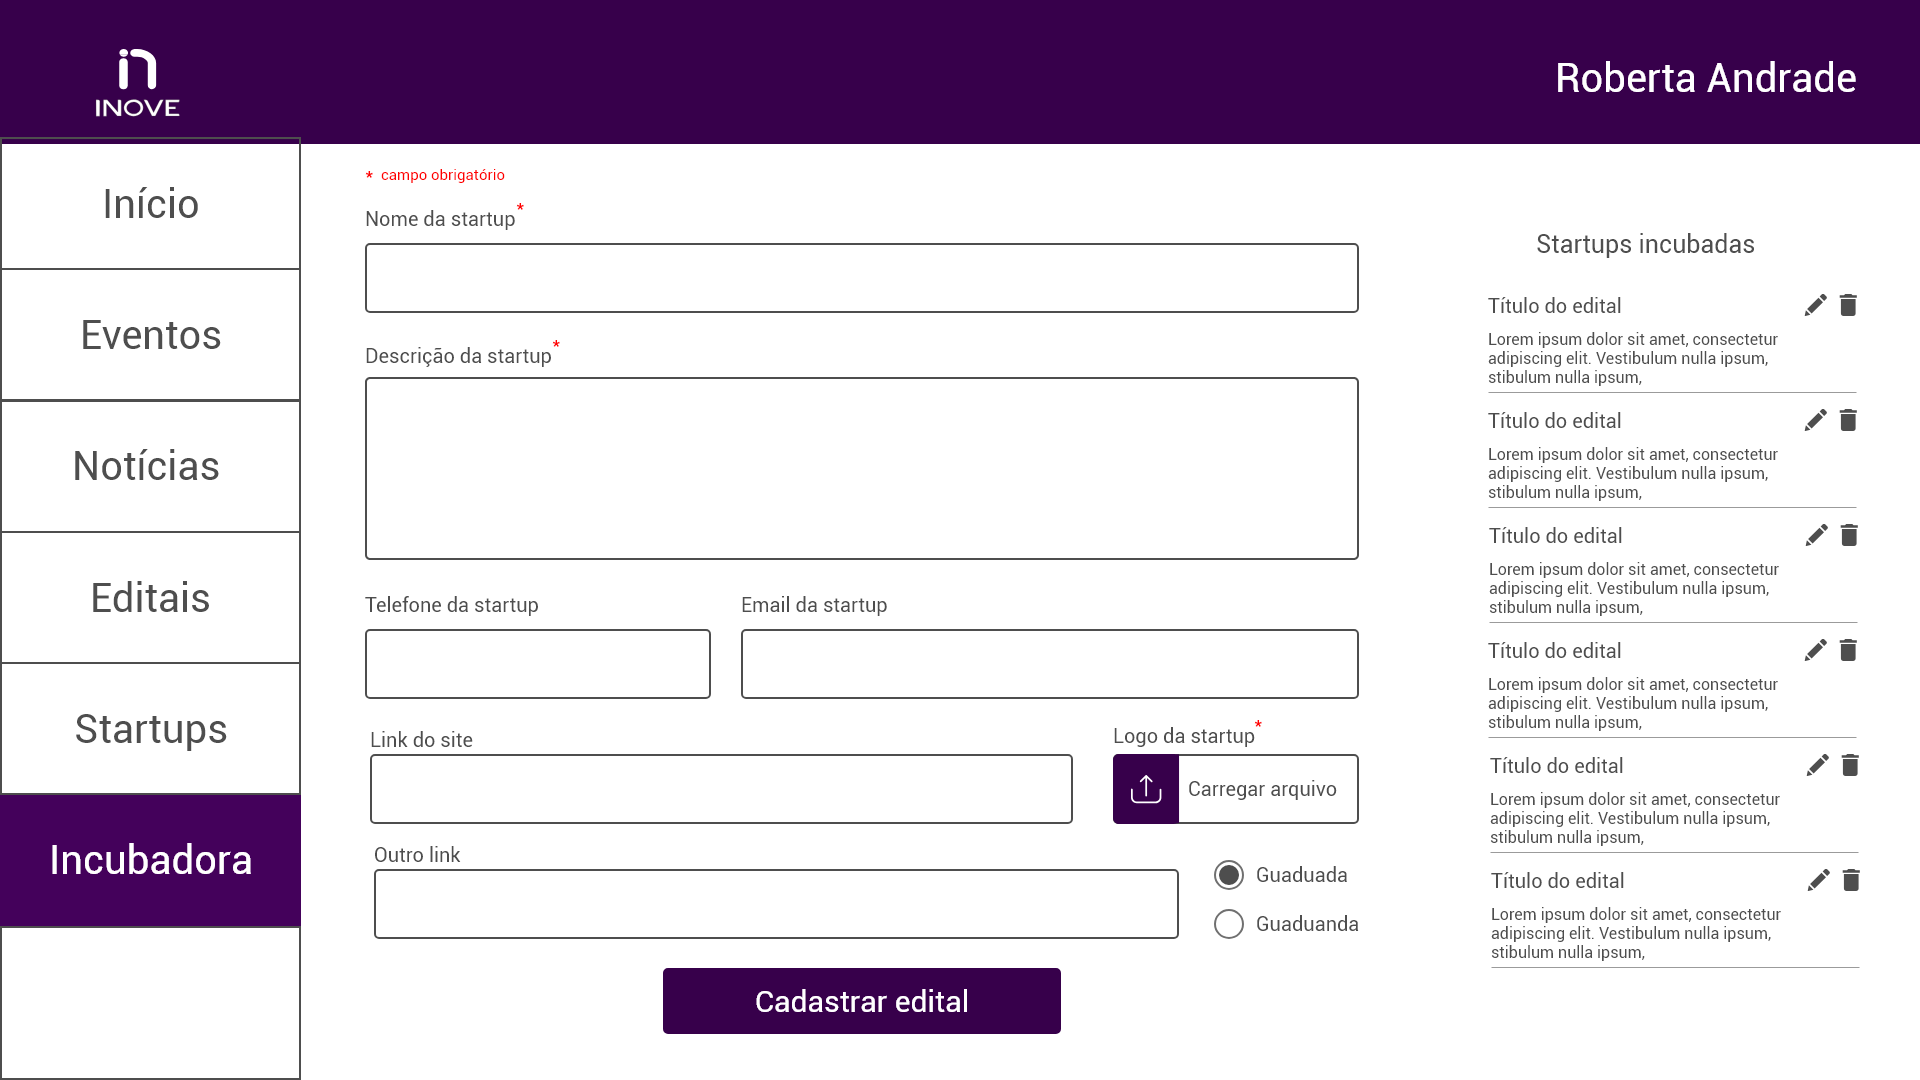 INOVE
Roberta Andrade
Início
Eventos
Notícias
Editais
Startups
Incubadora
* campo obrigatório
Nome da startup*
Descrição da startup*
Telefone da startup
Email da startup
Link do site
Logo da startup*
Carregar arquivo
Outro link
Guaduada
Guaduanda
Cadastrar edital
Startups incubadas
Título do edital
Lorem ipsum dolor sit amet, consectetur
adipiscing elit. Vestibulum nulla ipsum,
stibulum nulla ipsum,
Título do edital
Lorem ipsum dolor sit amet, consectetur
adipiscing elit. Vestibulum nulla ipsum,
stibulum nulla ipsum,
Título do edital
Lorem ipsum dolor sit amet, consectetur
adipiscing elit. Vestibulum nulla ipsum,
stibulum nulla ipsum,
Título do edital
Lorem ipsum dolor sit amet, consectetur
adipiscing elit. Vestibulum nulla ipsum,
stibulum nulla ipsum,
Título do edital
Lorem ipsum dolor sit amet, consectetur
adipiscing elit. Vestibulum nulla ipsum,
stibulum nulla ipsum,
Título do edital
Lorem ipsum dolor sit amet, consectetur
adipiscing elit. Vestibulum nulla ipsum,
stibulum nulla ipsum,